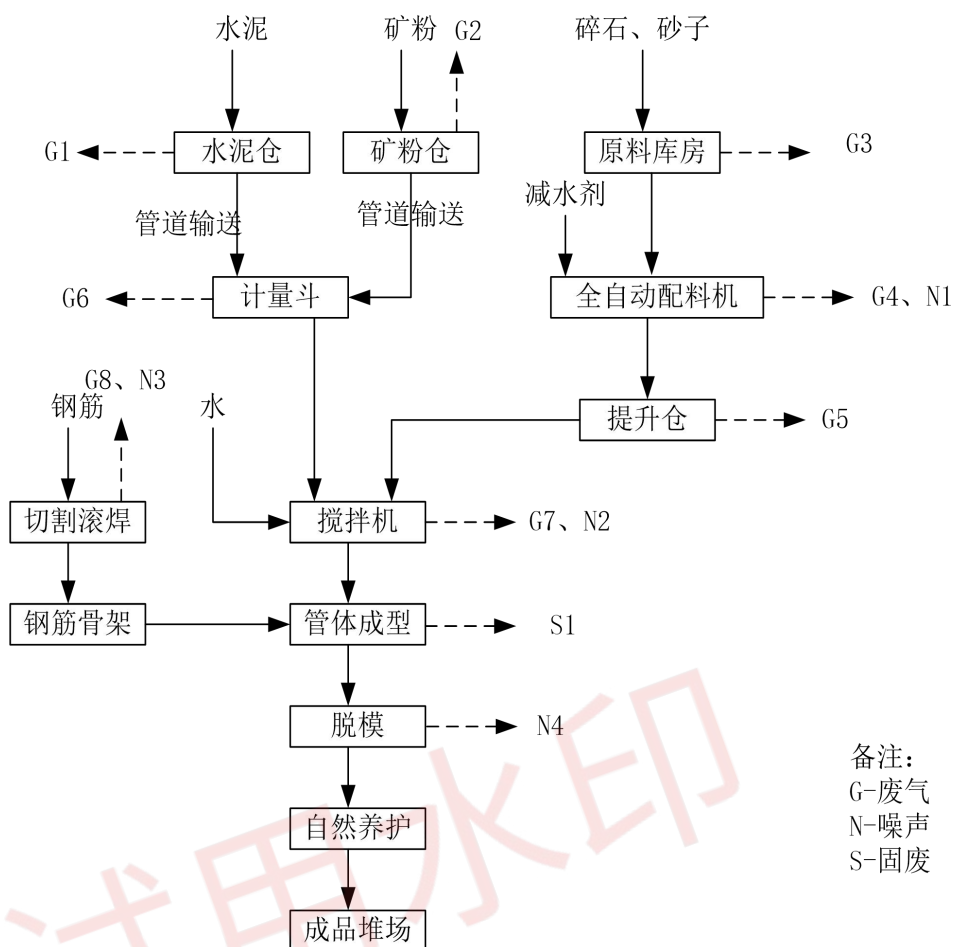 水泥
矿粉
G2
碎石、砂子
G1
水泥仓
矿粉仓
原料库房
G3
减水剂
管道输送
管道输送
G6
计量斗
全自动配料机
G4、N1
G8、N3
钢筋
水
提升仓
G5
切割滚焊
搅拌机
G7、N2
钢筋骨架
管体成型
S1
脱模
N4
备注:
G-废气
N-噪声
S-固废
自然养护
成品堆场
试用水印